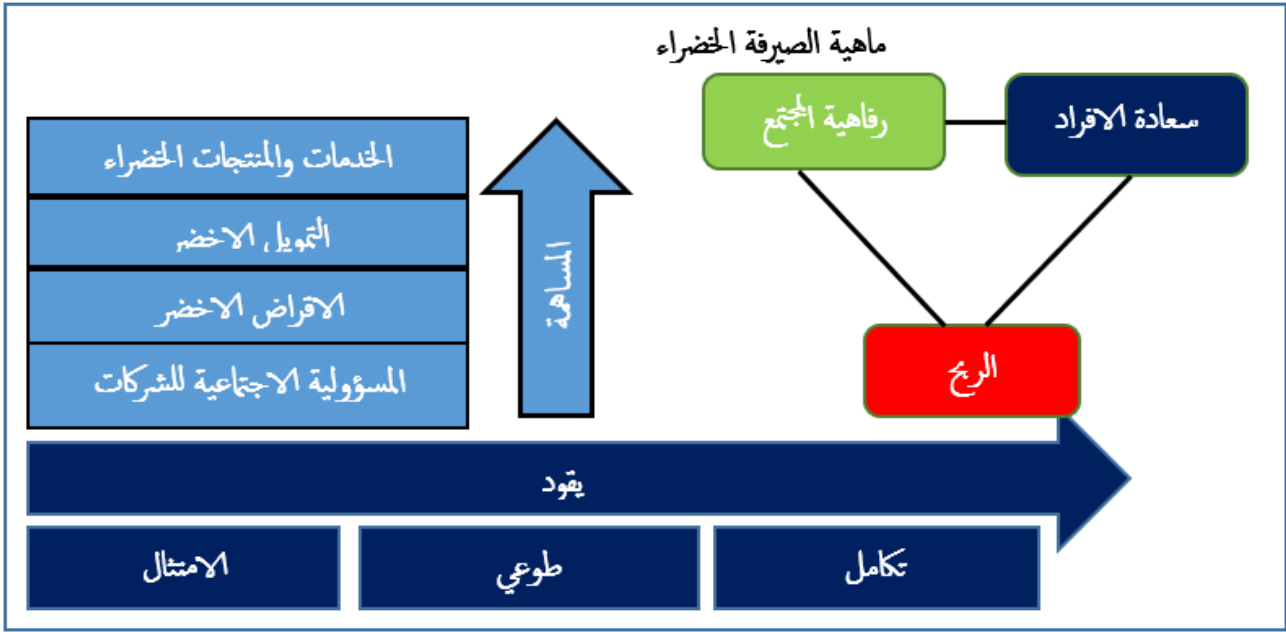 ماهية الصيرفة الخضراء
سعادة الافراد
رفاهية المجتمع
الربح
المساهمة
الخدمات والمنتجات الخضراء
التمويل الاخضر
الاقراض الاخضر
المسؤولية الاجتماعية للشركات
يقود
تكامل
طوعي
الامتثال